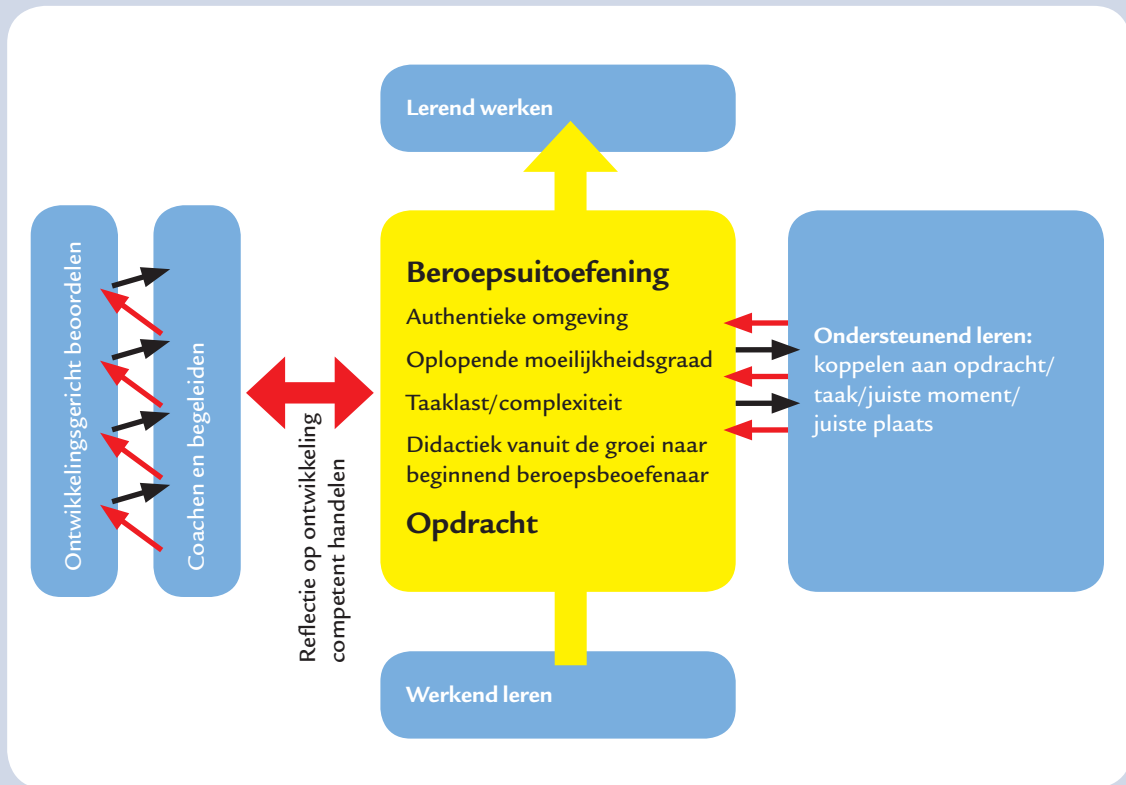 Lerend werken
Ontwikkelingsgericht beoordelen
Coachen en begeleiden
Reflectie op ontwikkeling
competent handelen
Beroepsuitoefening
Authentieke omgeving
Oplopende moeilijkheidsgraad
Taaklast/complexiteit
Didactiek vanuit de groei naar
beginnend beroepsbeoefenaar
Opdracht
Ondersteunend leren:
koppelen aan opdracht/
taak/juiste moment/
juiste plaats
Werkend leren